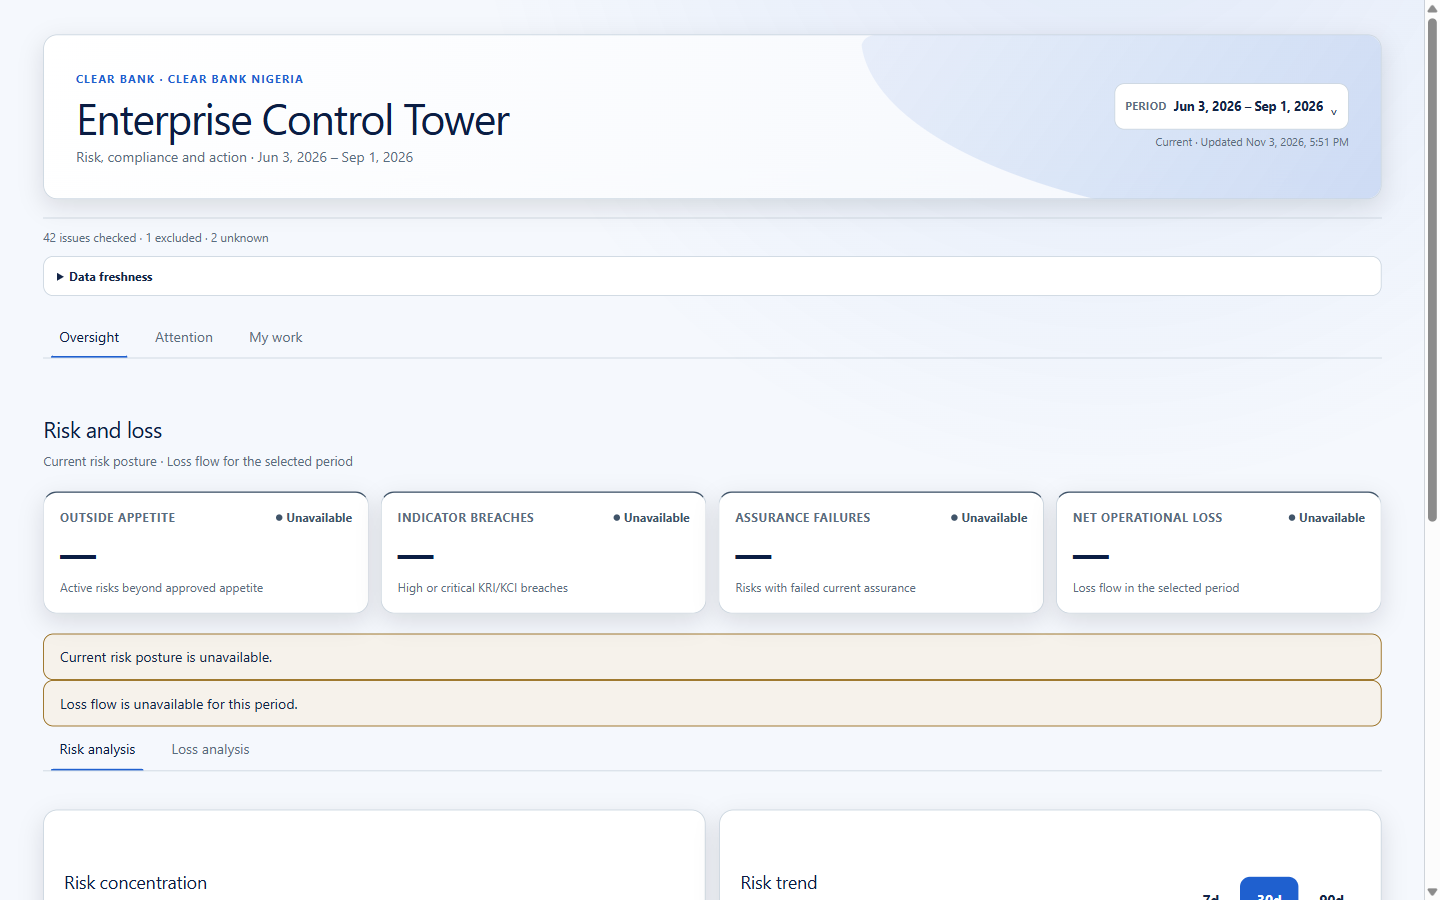 CLEAR BANK · CLEAR BANK NIGERIA
Enterprise Control Tower
Risk, compliance and action · Jun 3, 2026 – Sep 1, 2026
PERIOD Jun 3, 2026 – Sep 1, 2026 v
Current · Updated Nov 3, 2026, 5:51 PM
42 issues checked · 1 excluded · 2 unknown
Data freshness
Oversight Attention My work
Risk and loss
Current risk posture · Loss flow for the selected period
OUTSIDE APPETITE Unavailable
—
Active risks beyond approved appetite
INDICATOR BREACHES Unavailable
—
High or critical KRI/KCI breaches
ASSURANCE FAILURES Unavailable
—
Risks with failed current assurance
NET OPERATIONAL LOSS Unavailable
—
Loss flow in the selected period
Current risk posture is unavailable.
Loss flow is unavailable for this period.
Risk analysis Loss analysis
Risk concentration
Risk trend
7d 30d 90d